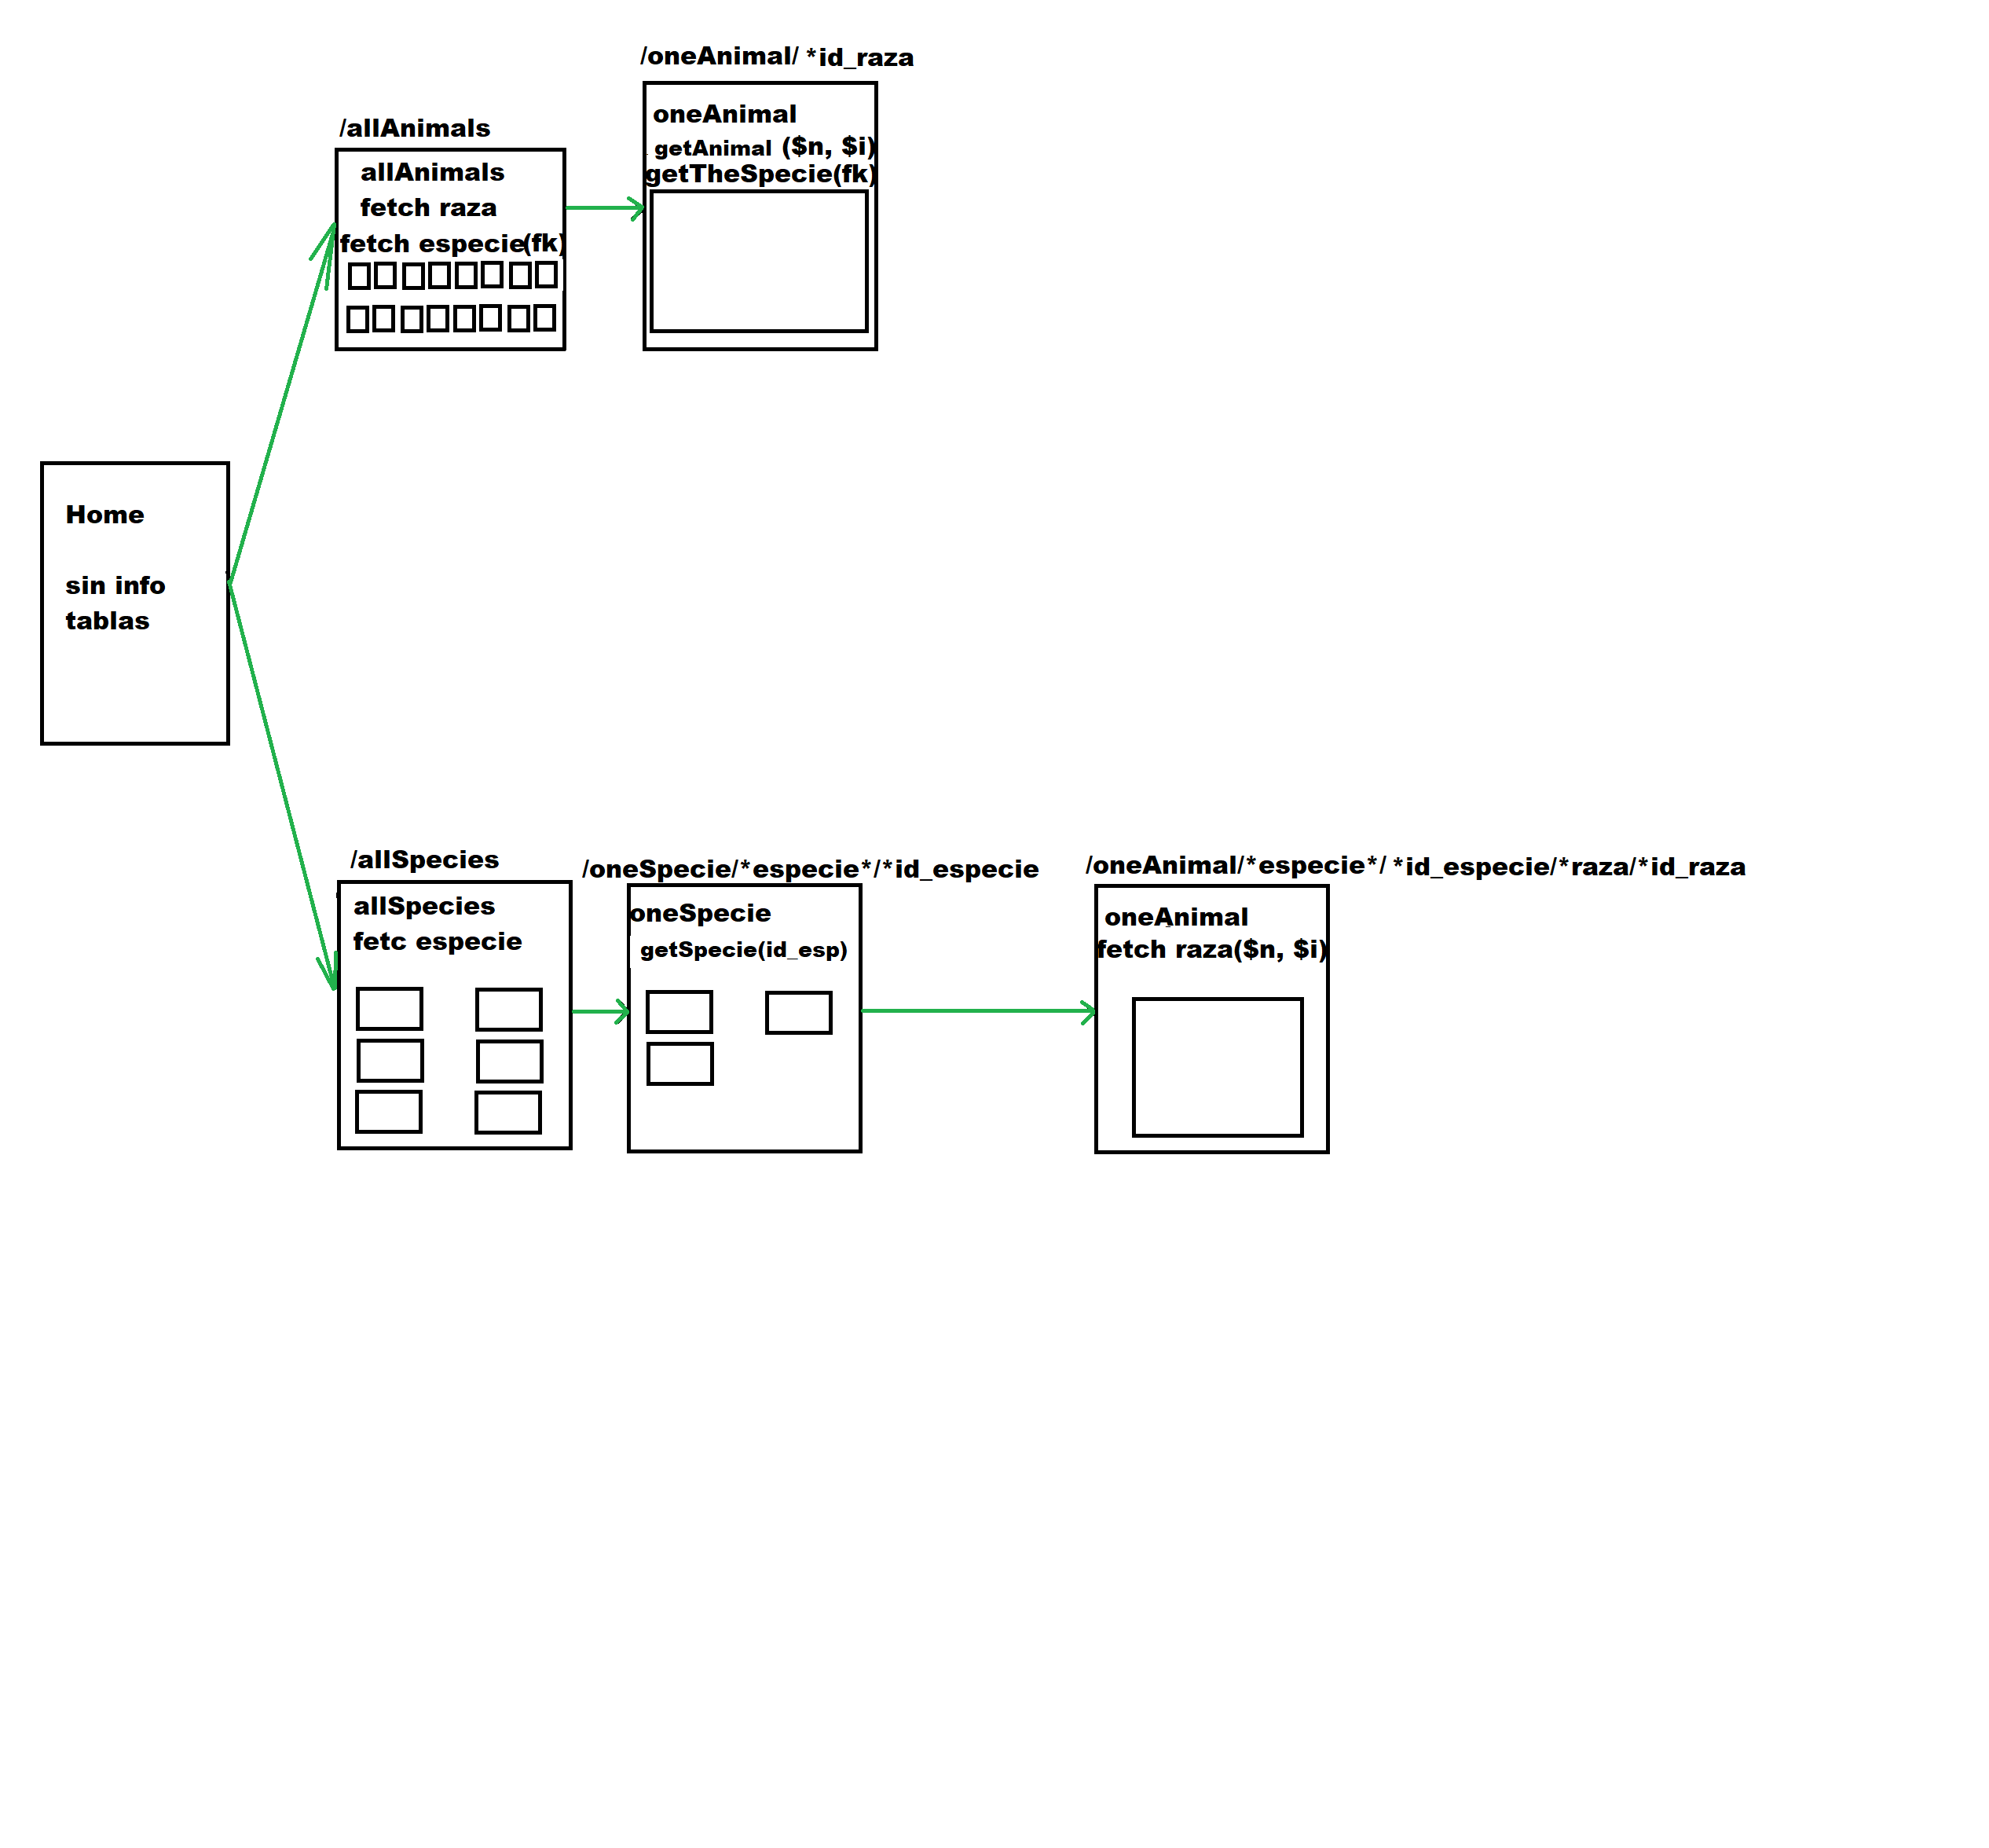 /oneAnimal/ *id_raza
oneAnimal
getAnimal ($n, $i)
getTheSpecie(fk)
/allAnimals
allAnimals
fetch raza
fetch especie(fk)
Home
sin info
tablas
/allSpecies
allSpecies
fetc especie
/oneSpecie/*especie*/*id_especie
oneSpecie
getSpecie(id_esp)
/oneAnimal/*especie*/ *id_especie/*raza/*id_raza
oneAnimal
fetch raza($n, $i)